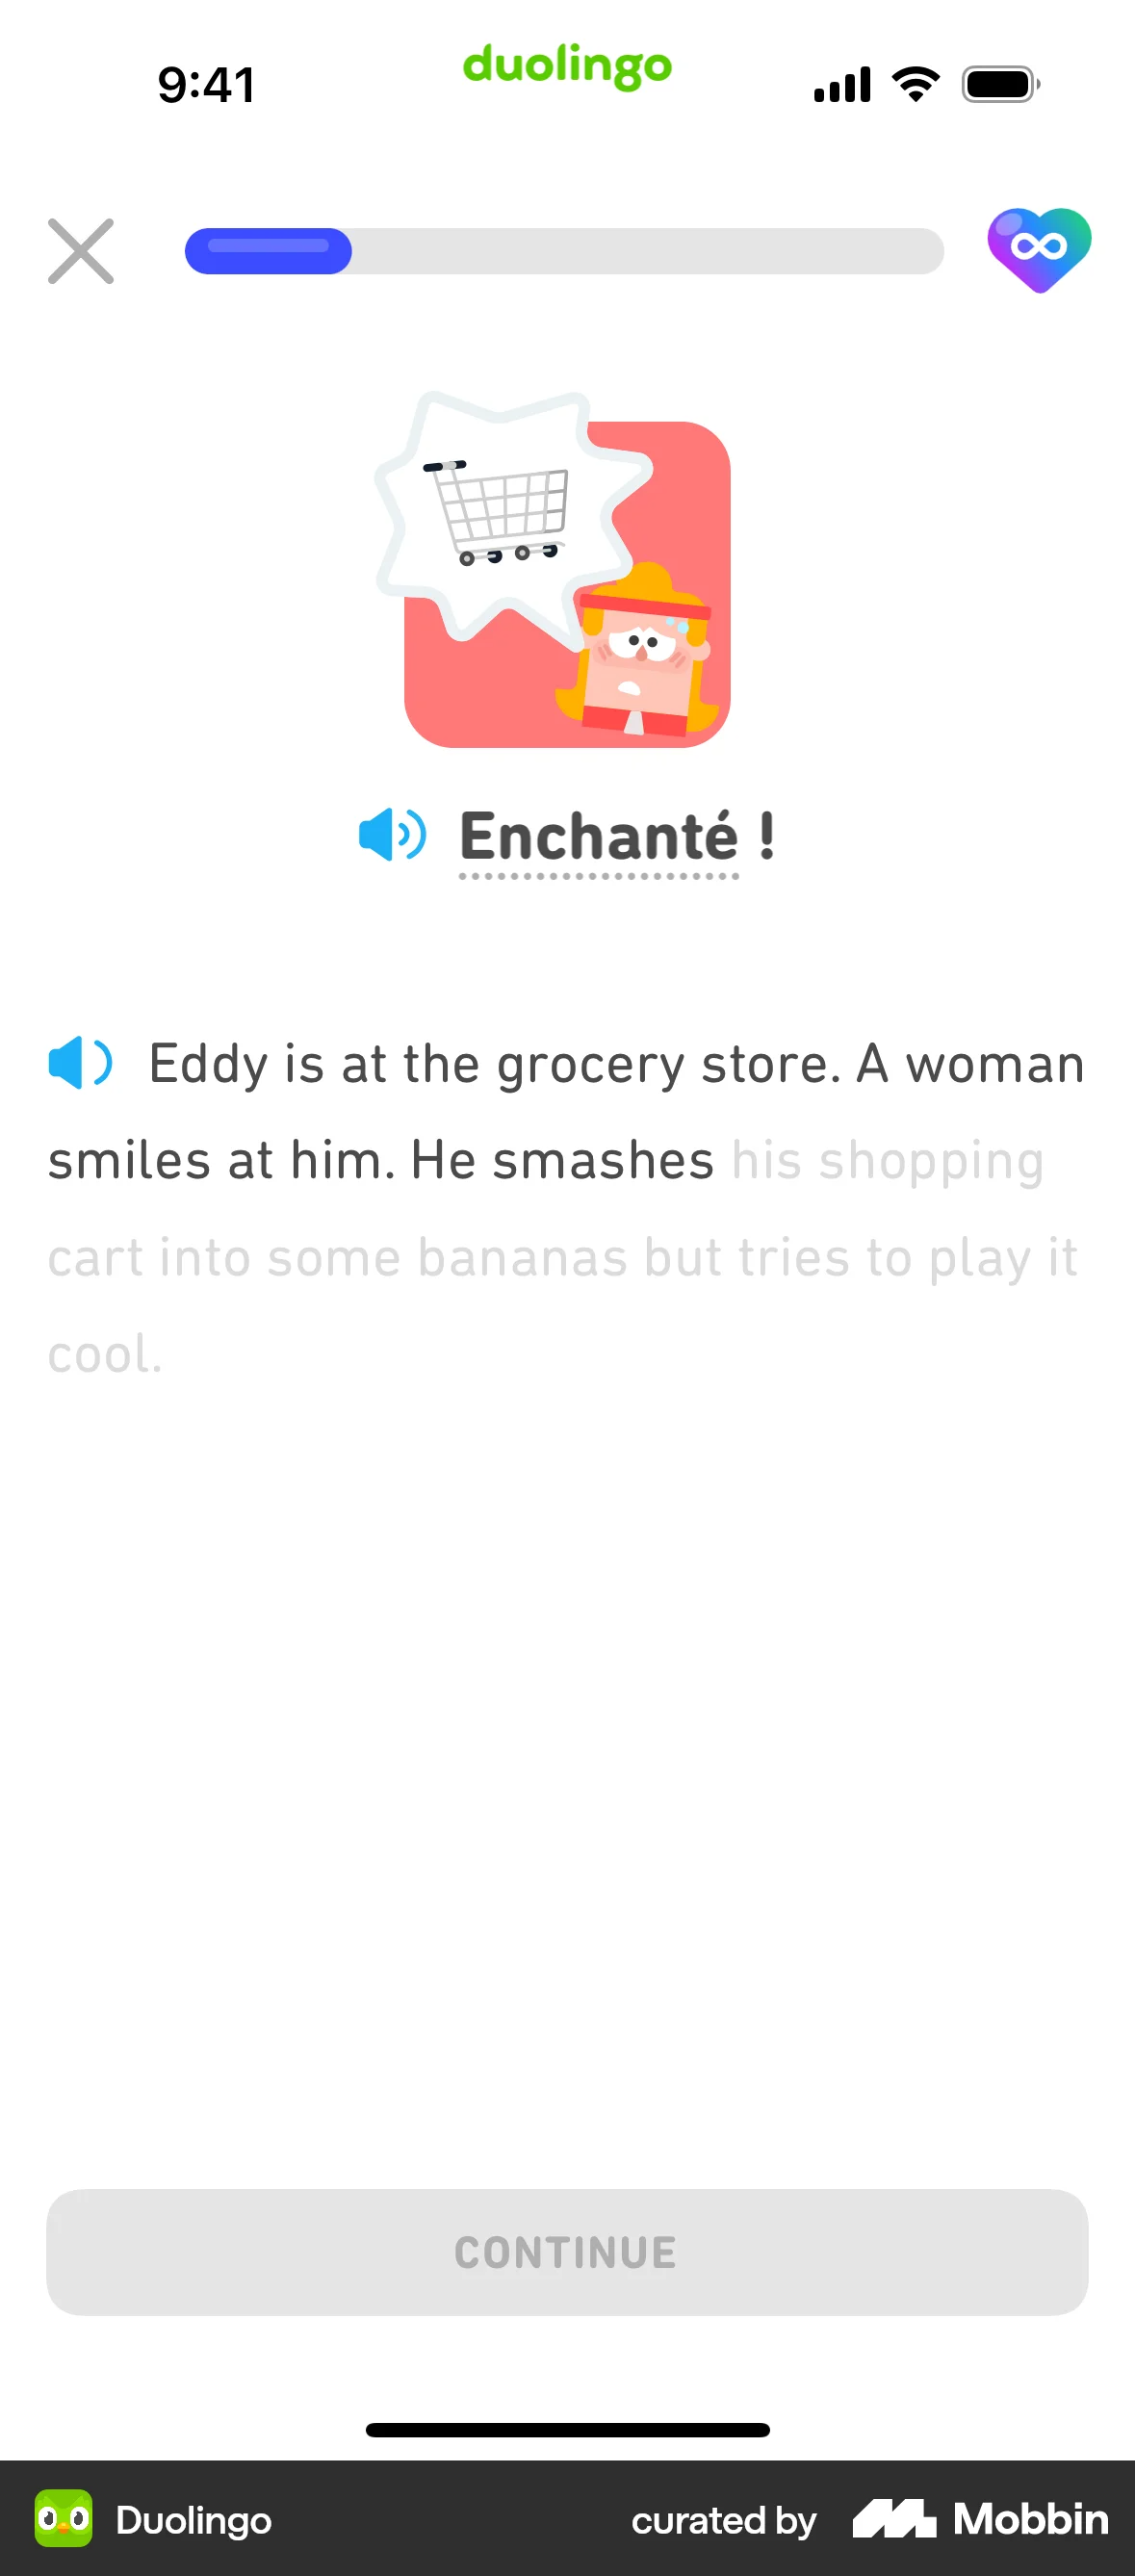 9:41
duolingo
Enchanté !
Eddy is at the grocery store. A woman
smiles at him. He smashes his shopping
cart into some bananas but tries to play it
cool.
CONTINUE
Duolingo
curated by
Mobbin